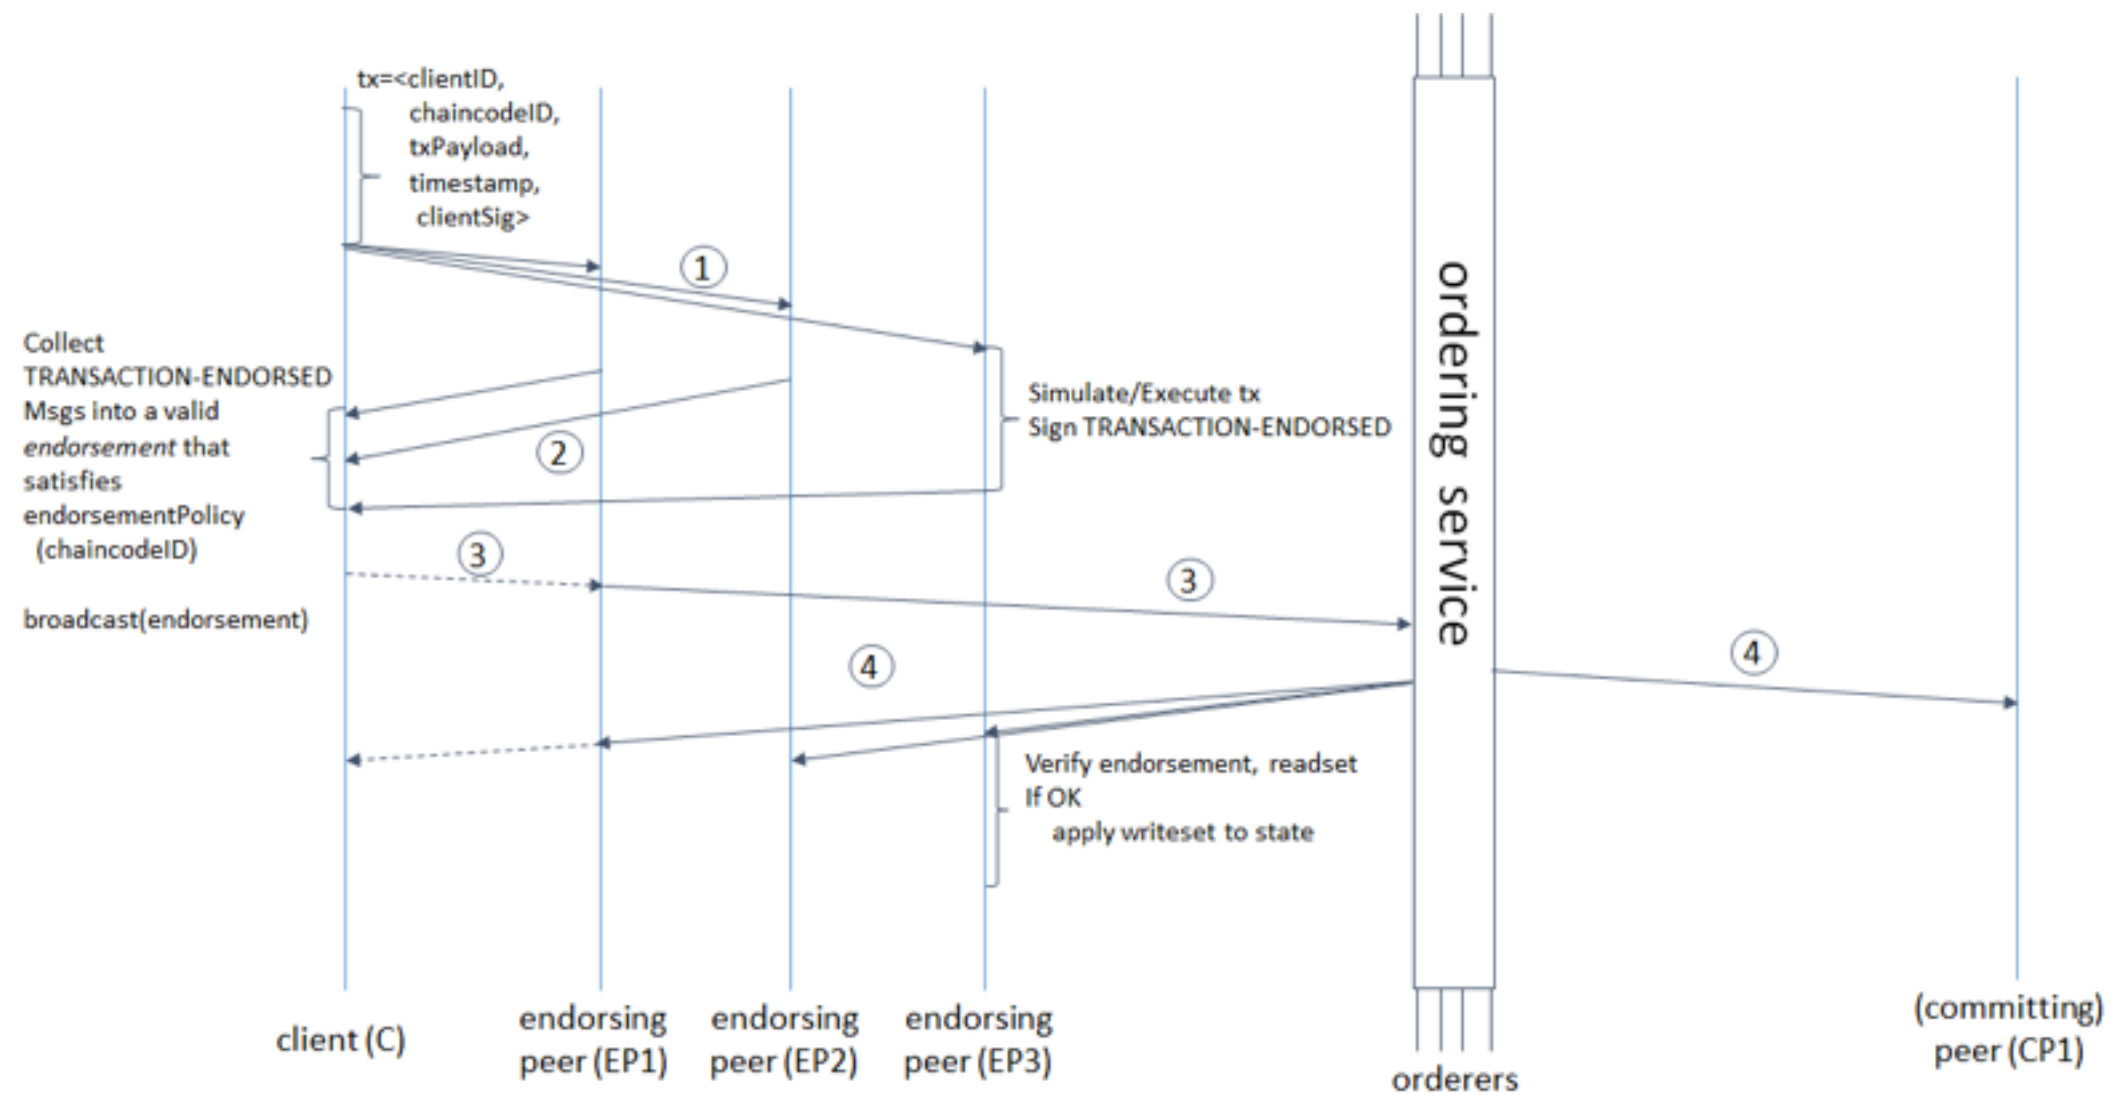 tx=<clientID,
chaincodeID,
txPayload,
timestamp,
clientSig>
1
Collect
TRANSACTION-ENDORSED
Msgs into a valid
endorsement that
satisfies
endorsementPolicy
(chaincodeID)
2
Simulate/Execute tx
Sign TRANSACTION-ENDORSED
3
3
broadcast(endorsement)
4
4
Verify endorsement, readset
If OK
apply writeset to state
ordering service
client (C)
endorsing
peer (EP1)
endorsing
peer (EP2)
endorsing
peer (EP3)
orderers
(committing)
peer (CP1)